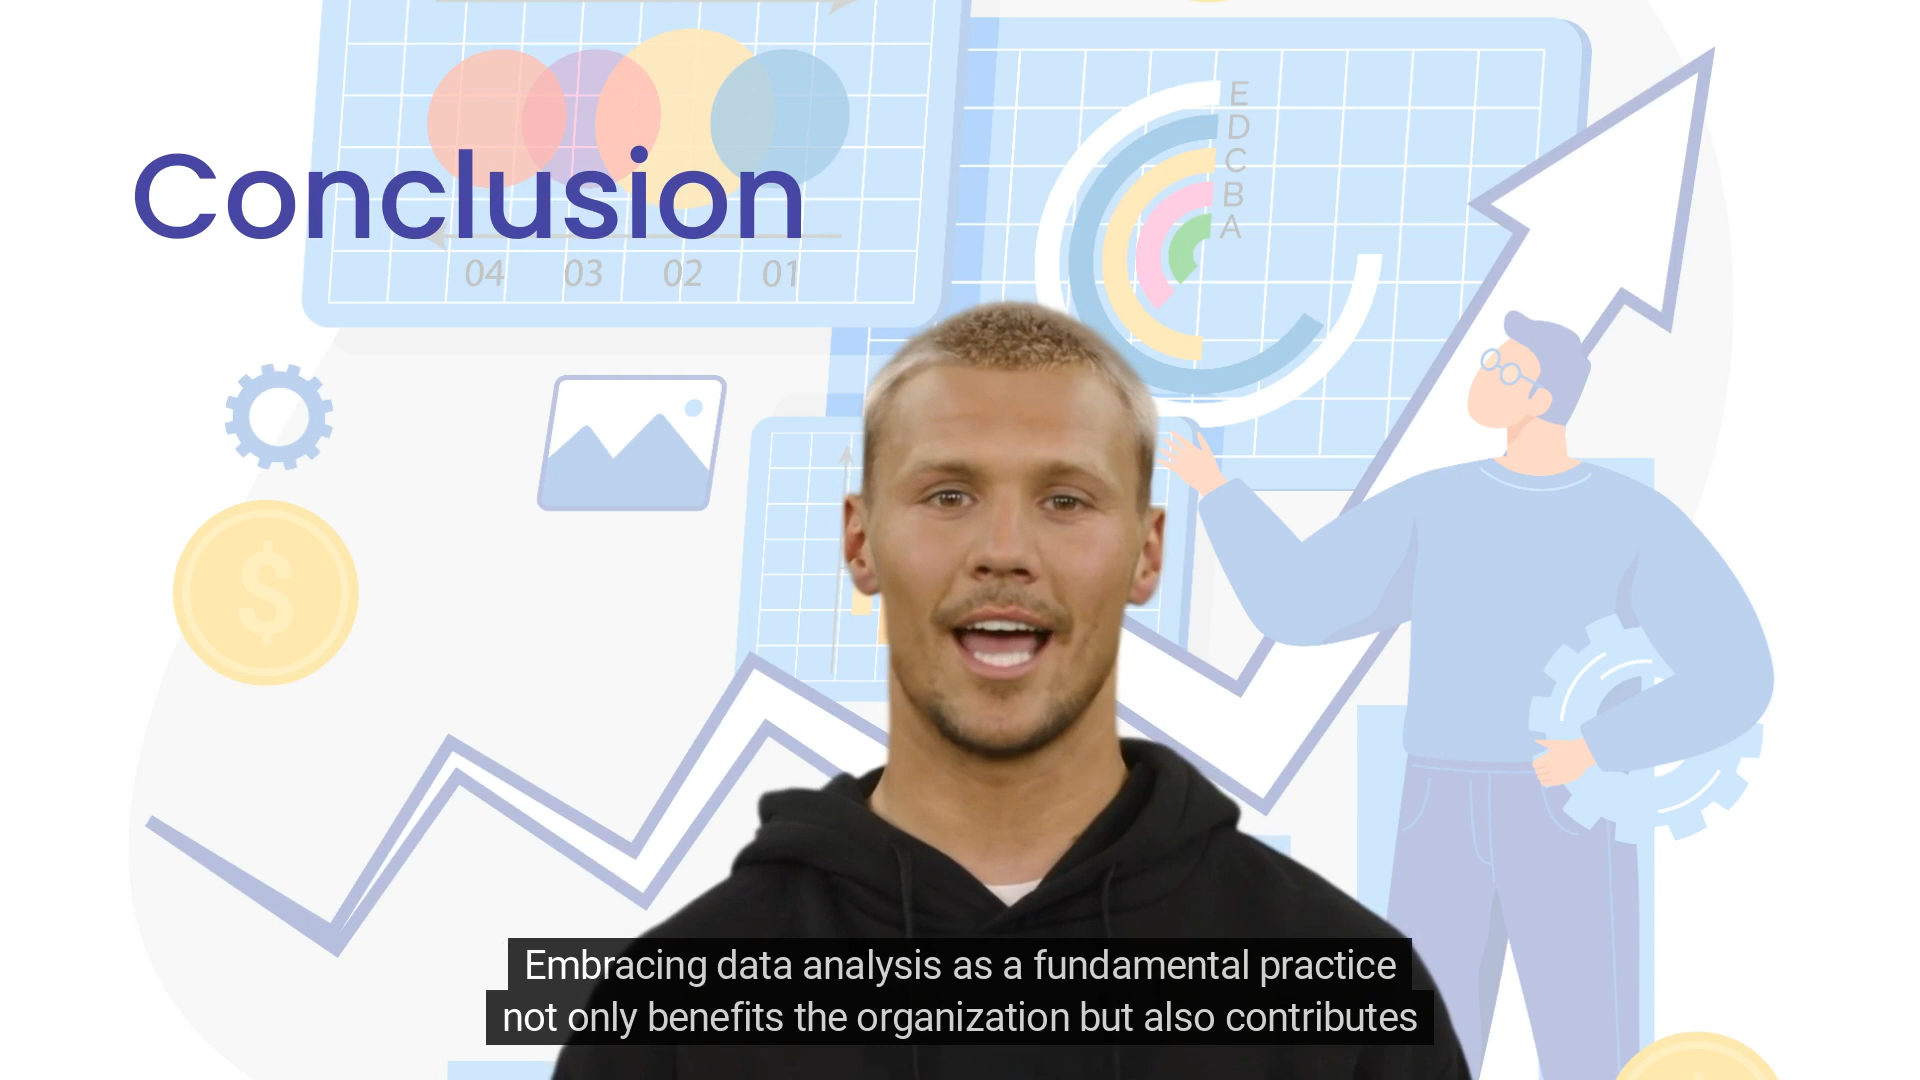 Conclusion
04 03 02 01
E
D
C
B
A
$
Embracing data analysis as a fundamental practice
not only benefits the organization but also contributes